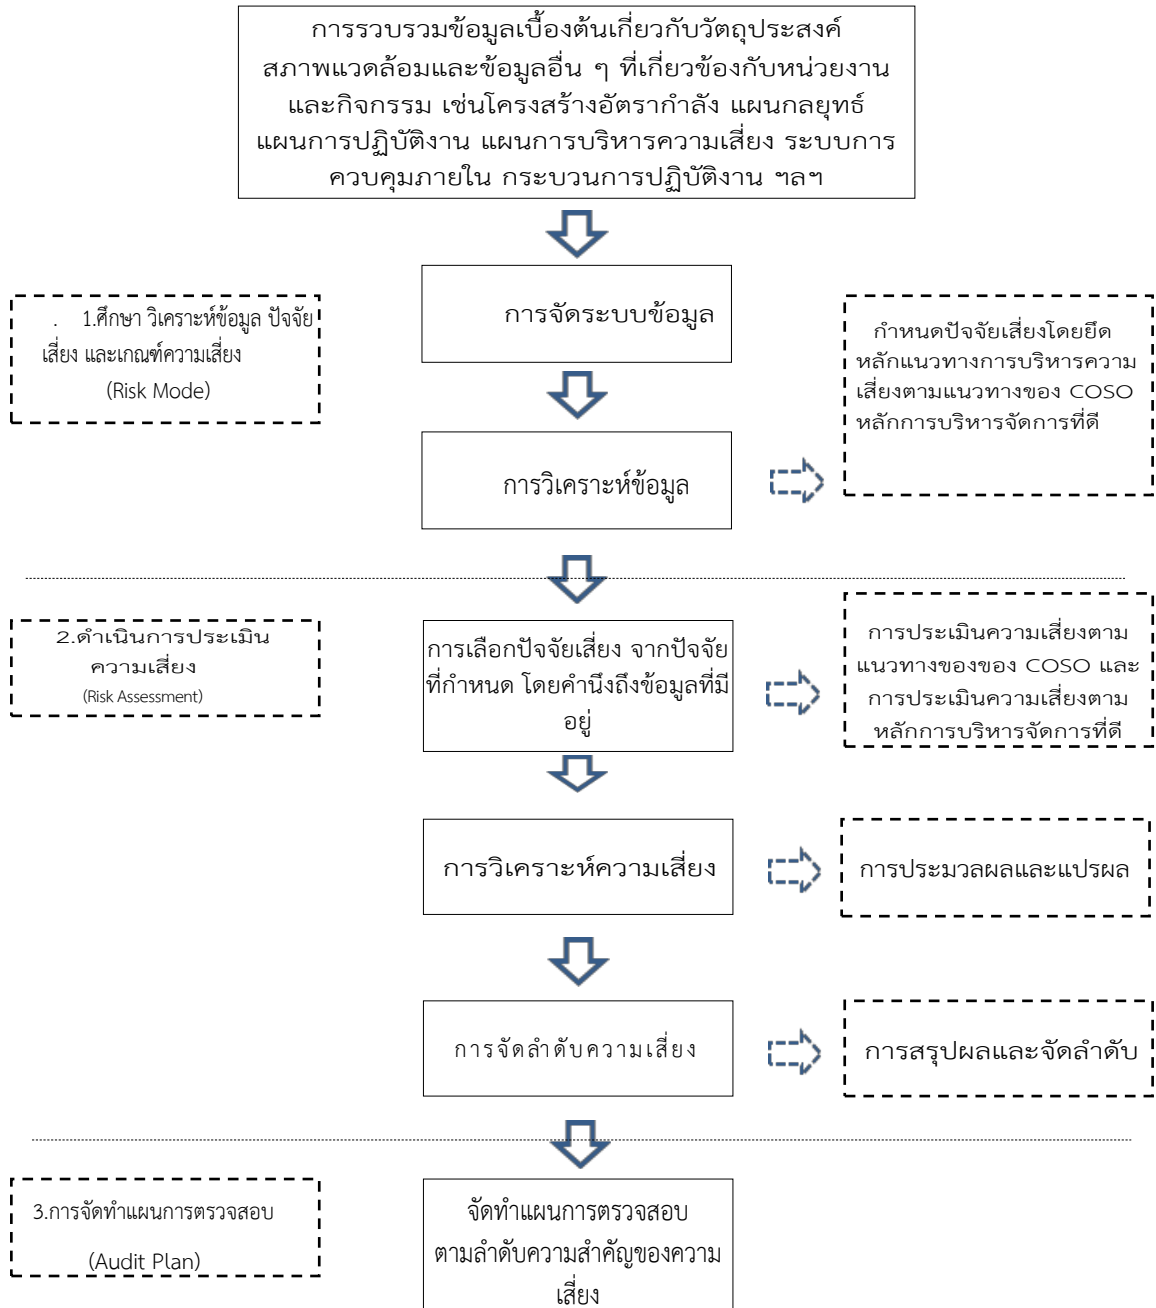 การรวบรวมข้อมูลเบื้องต้นเกี่ยวกับวัตถุประสงค์
สภาพแวดล้อมและข้อมูลอื่น ๆ ที่เกี่ยวข้องกับหน่วยงาน
และกิจกรรม เช่นโครงสร้างอัตรากำลัง แผนกลยุทธ์
แผนการปฏิบัติงาน แผนการบริหารความเสี่ยง ระบบการ
ควบคุมภายใน กระบวนการปฏิบัติงาน ฯลฯ
. 1.ศึกษา วิเคราะห์ข้อมูล ปัจจัย
เสี่ยง และเกณฑ์ความเสี่ยง
(Risk Mode)
การจัดระบบข้อมูล
กำหนดปัจจัยเสี่ยงโดยยึด
หลักแนวทางการบริหารความ
เสี่ยงตามแนวทางของ COSO
หลักการบริหารจัดการที่ดี
การวิเคราะห์ข้อมูล
2.ดำเนินการประเมิน
ความเสี่ยง
(Risk Assessment)
การเลือกปัจจัยเสี่ยง จากปัจจัย
ที่กำหนด โดยคำนึงถึงข้อมูลที่มี
อยู่
การประเมินความเสี่ยงตาม
แนวทางของของ COSO และ
การประเมินความเสี่ยงตาม
หลักการบริหารจัดการที่ดี
การวิเคราะห์ความเสี่ยง
การประมวลผลและแปรผล
การจัดลำดับความเสี่ยง
การสรุปผลและจัดลำดับ
3.การจัดทำแผนการตรวจสอบ
(Audit Plan)
จัดทำแผนการตรวจสอบ
ตามลำดับความสำคัญของความ
เสี่ยง